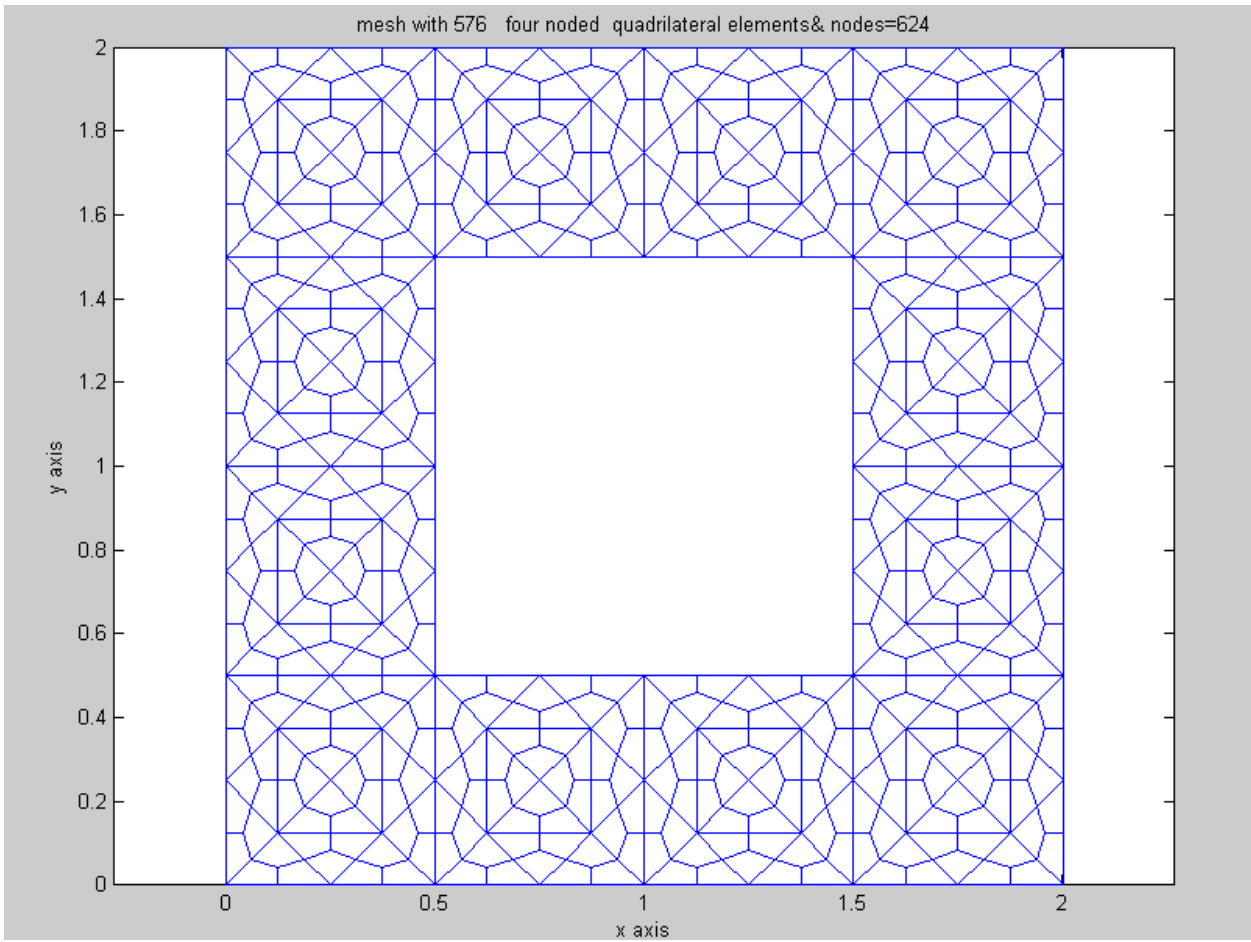 mesh with 576 four noded quadrilateral elements& nodes=624
2
1.8
1.6
1.4
1.2
1
0.8
0.6
0.4
0.2
0
y axis
0 0.5 1 1.5 2
x axis